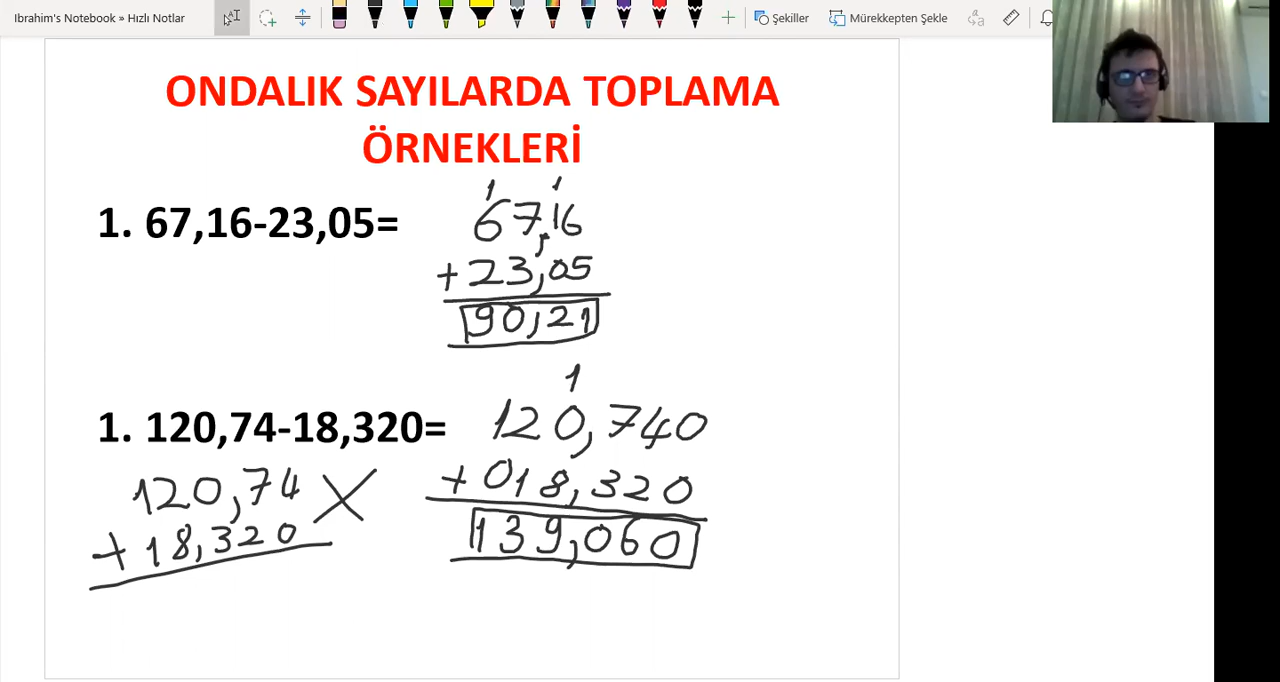 Ibrahim's Notebook » Hızlı Notlar
Şekiller
Mürekkepten Şekle
ONDALIK SAYILARDA TOPLAMA
ÖRNEKLERİ
1. 67,16-23,05=
1 1
67,16
+ 23,05
90,21
1. 120,74-18,320=
1
120,740
+ 018,320
139,060
120,74 X
+ 18,320